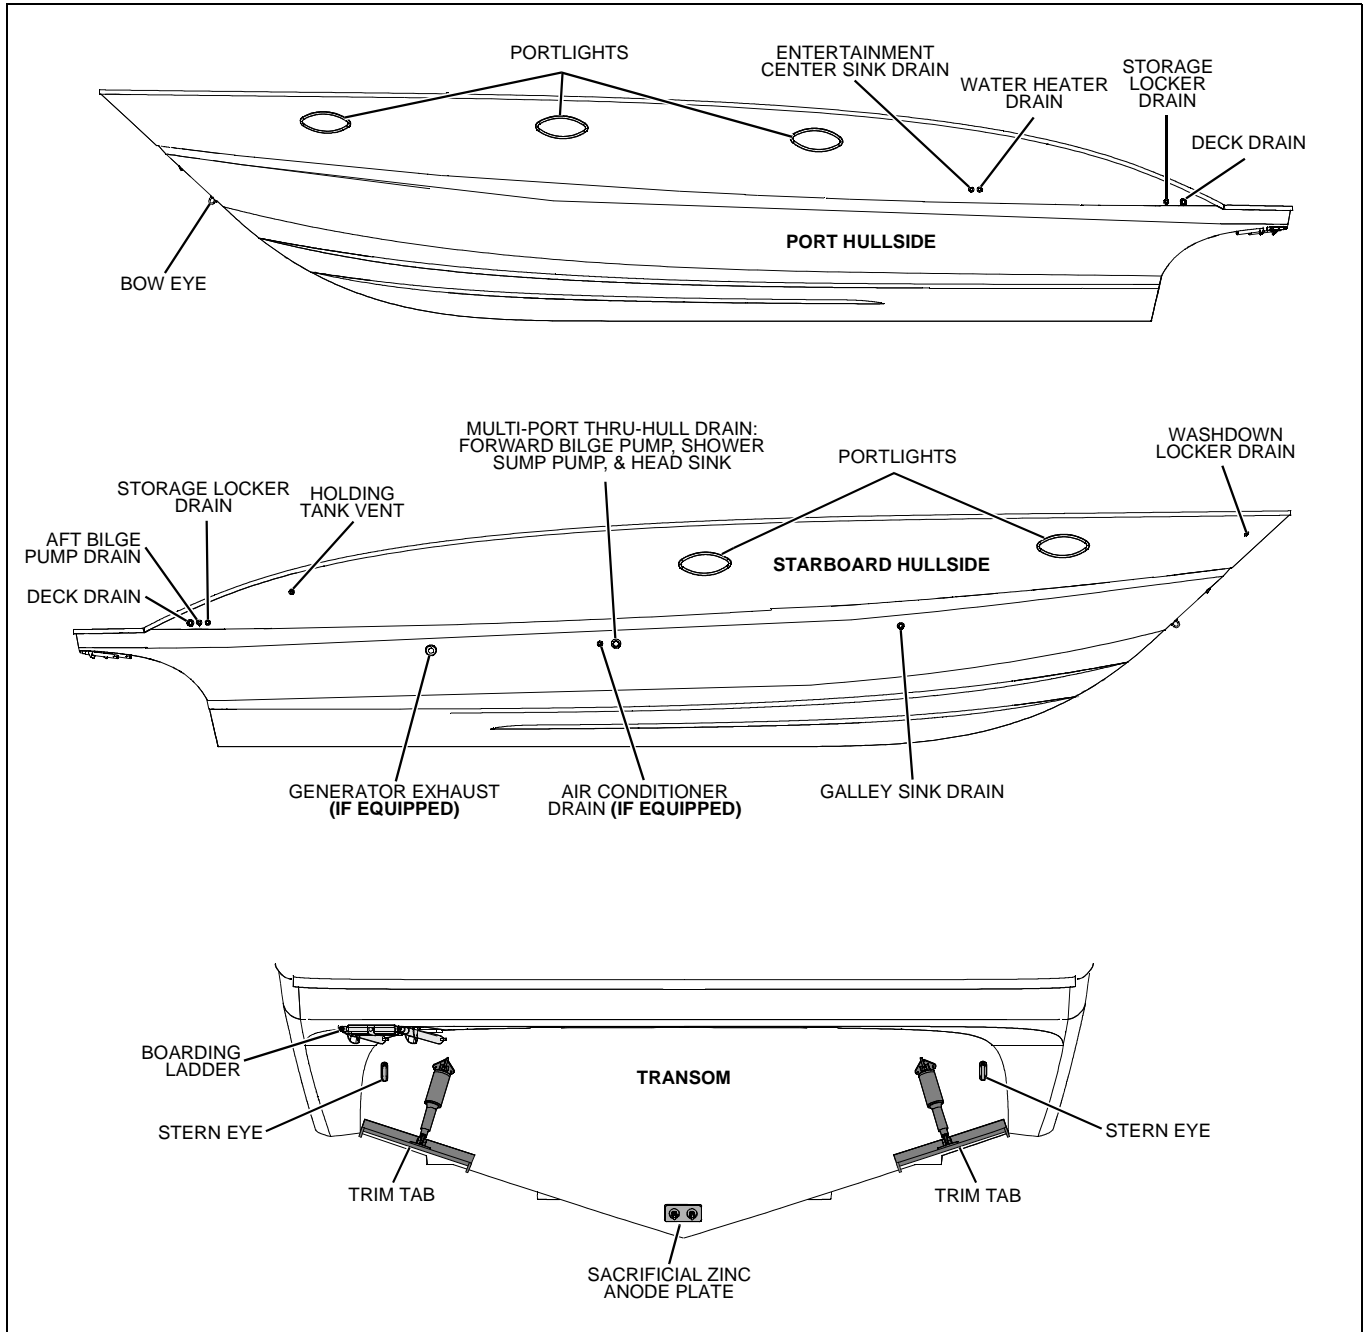 PORTLIGHTS
ENTERTAINMENT
CENTER SINK DRAIN
WATER HEATER
DRAIN
STORAGE
LOCKER
DRAIN
DECK DRAIN
PORT HULLSIDE
BOW EYE
MULTI-PORT THRU-HULL DRAIN:
FORWARD BILGE PUMP, SHOWER
SUMP PUMP, & HEAD SINK
PORTLIGHTS
WASHDOWN
LOCKER DRAIN
STORAGE LOCKER
DRAIN
HOLDING
TANK VENT
AFT BILGE
PUMP DRAIN
DECK DRAIN
STARBOARD HULLSIDE
GENERATOR EXHAUST
(IF EQUIPPED)
AIR CONDITIONER
DRAIN (IF EQUIPPED)
GALLEY SINK DRAIN
BOARDING
LADDER
TRANSOM
STERN EYE
STERN EYE
TRIM TAB
TRIM TAB
SACRIFICIAL ZINC
ANODE PLATE